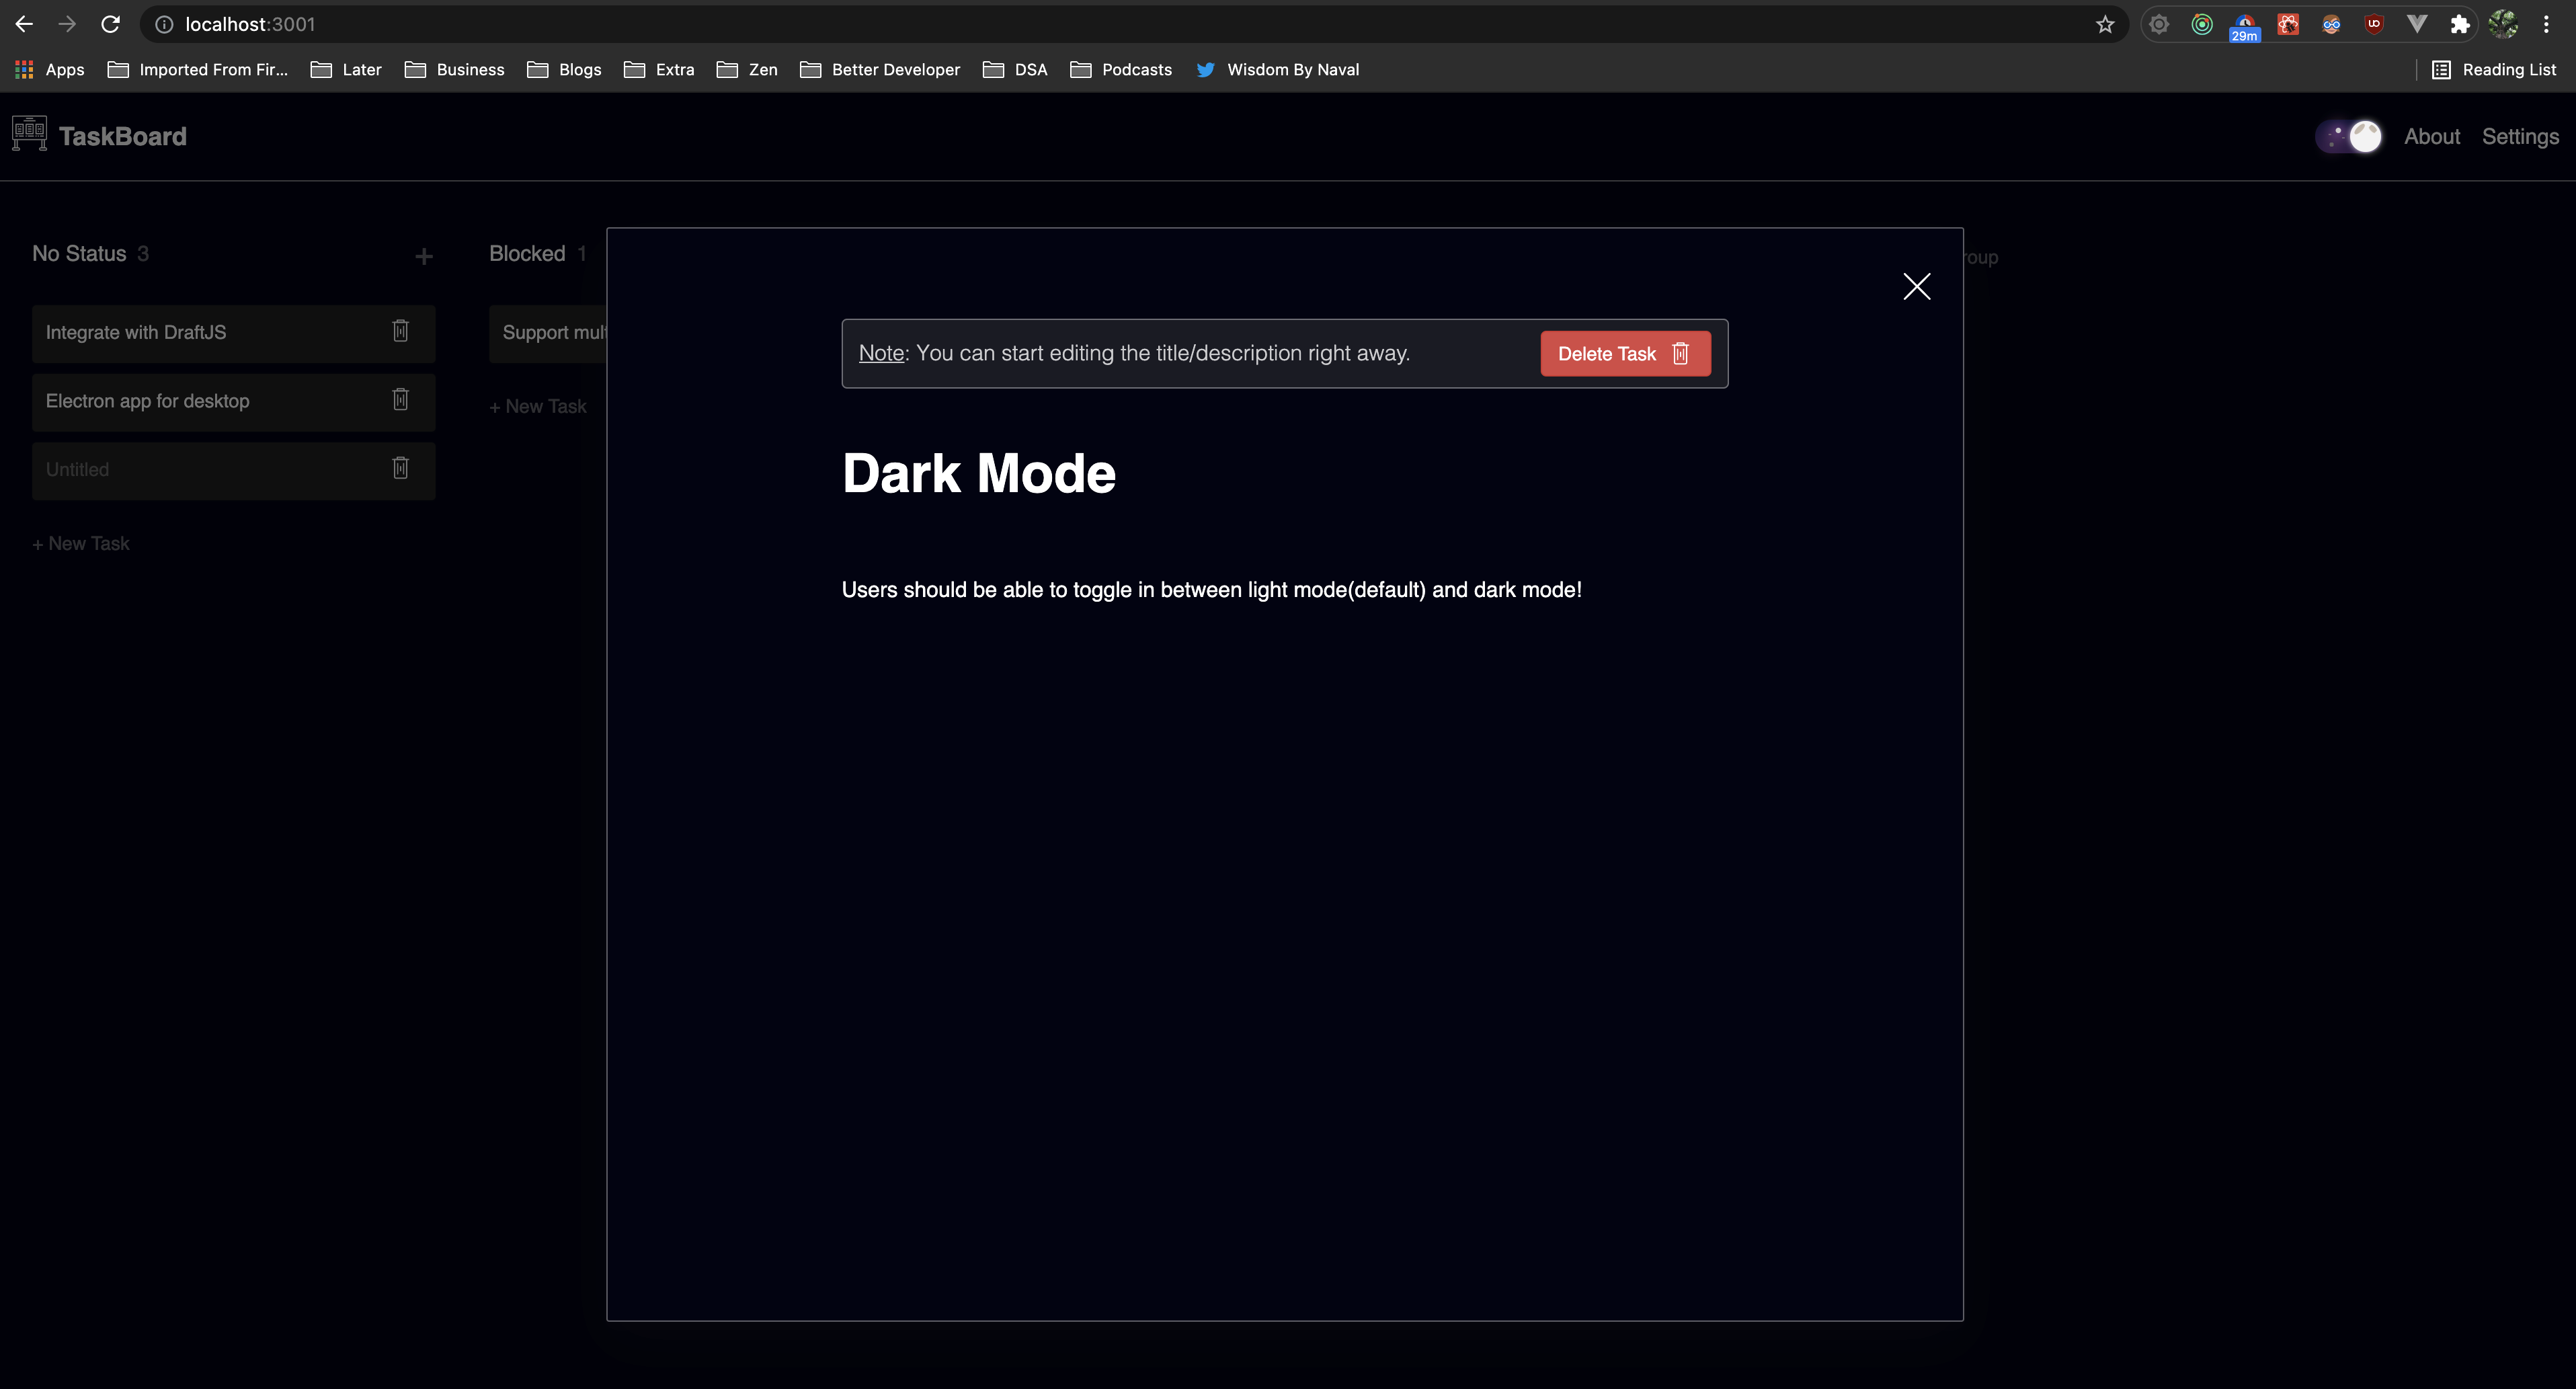 localhost:3001
29m
Apps Imported From Fir... Later Business Blogs Extra Zen Better Developer DSA Podcasts Wisdom By Naval Reading List
TaskBoard About Settings
No Status 3 +
Integrate with DraftJS
Electron app for desktop
Untitled
+ New Task
Blocked 1
Support mult
+ New Task
roup
Note: You can start editing the title/description right away. Delete Task
Dark Mode
Users should be able to toggle in between light mode(default) and dark mode!